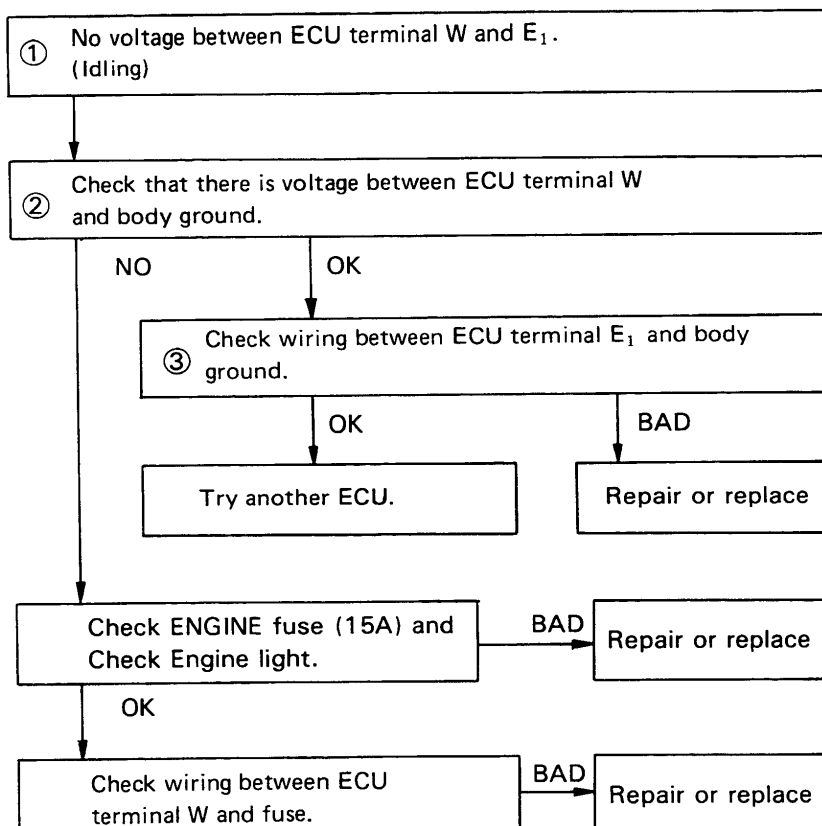 ① No voltage between ECU terminal W and E₁.
(Idling)
② Check that there is voltage between ECU terminal W
and body ground.
NO
OK
③ Check wiring between ECU terminal E₁ and body
ground.
OK
BAD
Try another ECU.
Repair or replace
Check ENGINE fuse (15A) and
Check Engine light.
BAD
Repair or replace
OK
Check wiring between ECU
terminal W and fuse.
BAD
Repair or replace